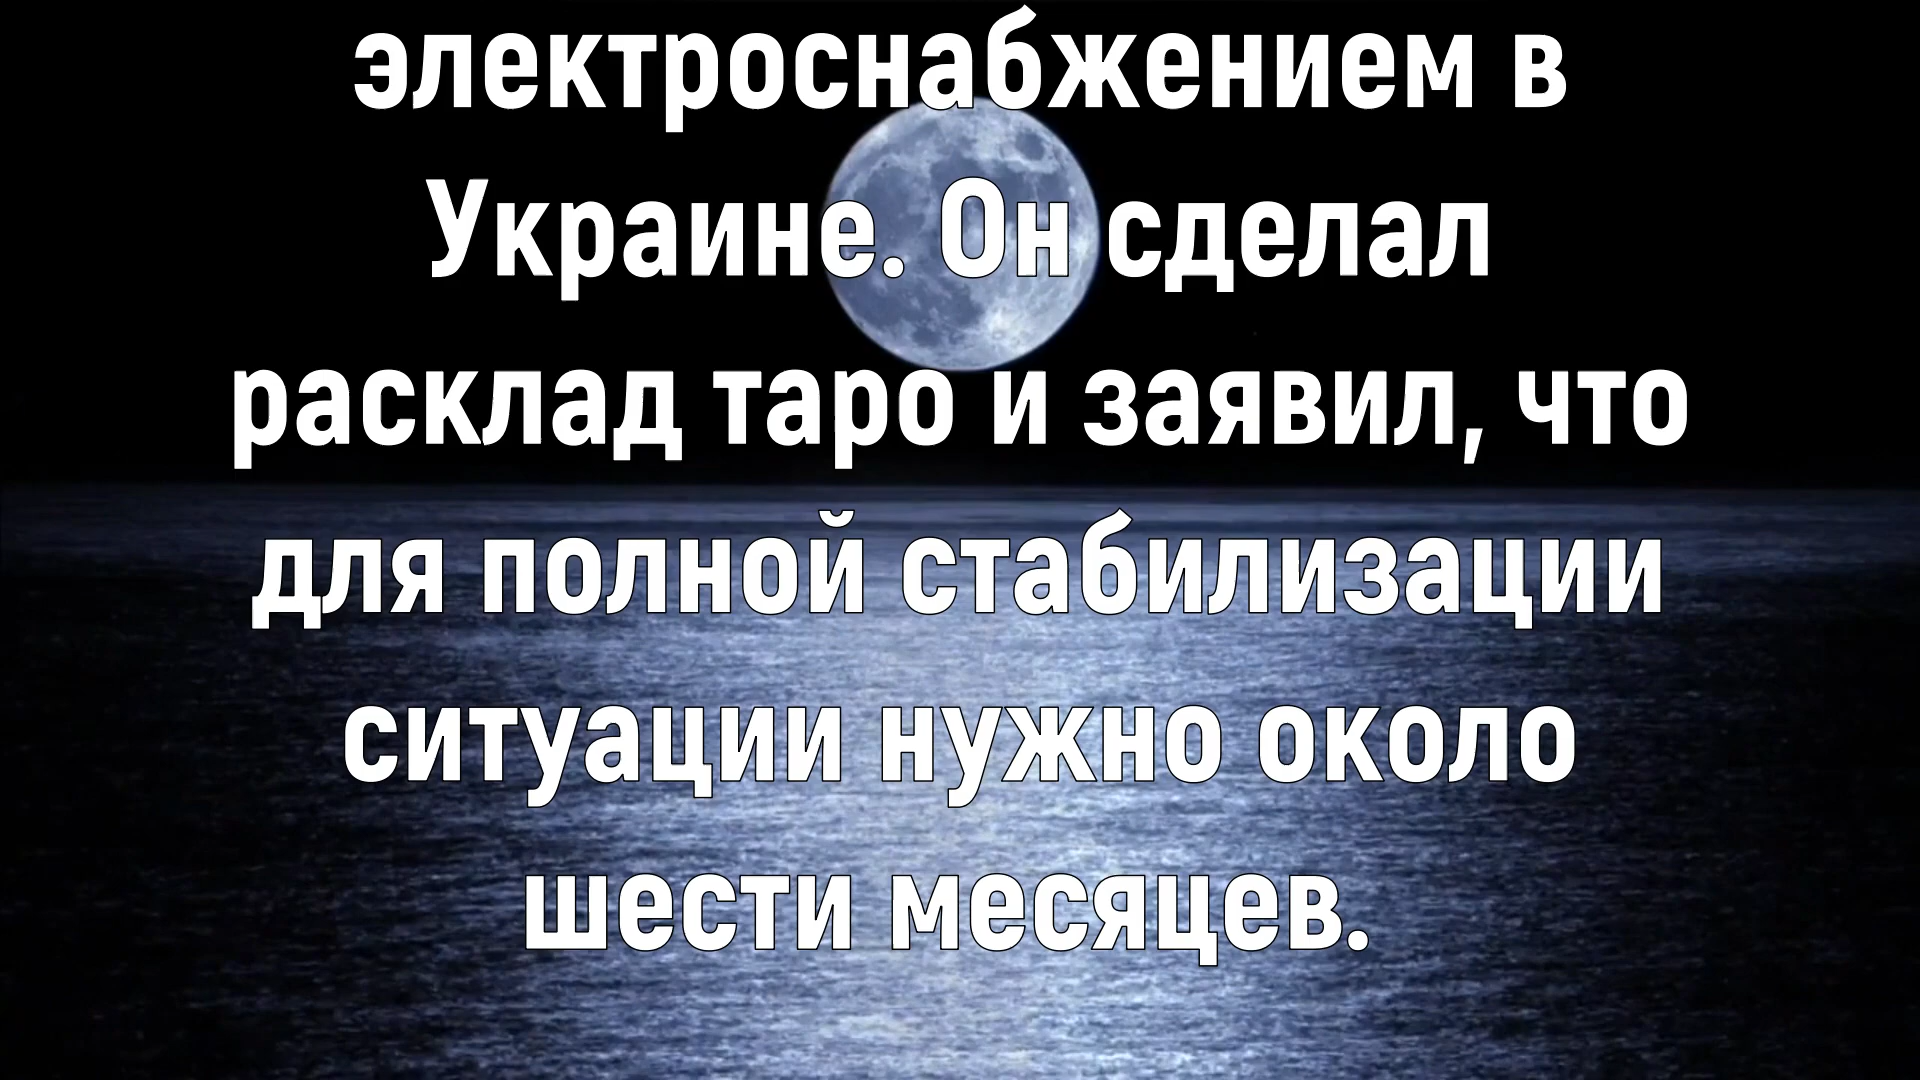 электроснабжением в
Украине. Он сделал
расклад таро и заявил, что
для полной стабилизации
ситуации нужно около
шести месяцев.